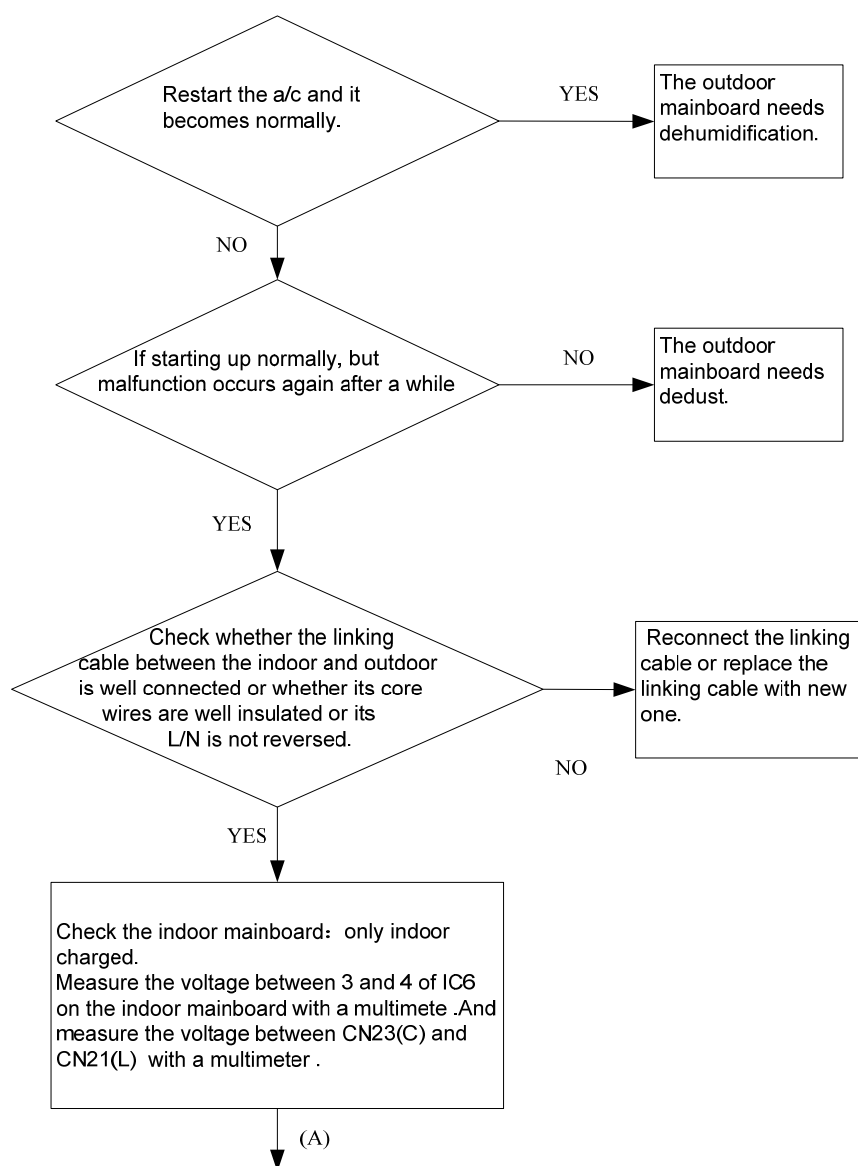 Restart the a/c and it
becomes normally.
YES
The outdoor
mainboard needs
dehumidification.
NO
If starting up normally, but
malfunction occurs again after a while
NO
The outdoor
mainboard needs
dedust.
YES
Check whether the linking
cable between the indoor and outdoor
is well connected or whether its core
wires are well insulated or its
L/N is not reversed.
Reconnect the linking
cable or replace the
linking cable with new
one.
NO
YES
Check the indoor mainboard：only indoor
charged.
Measure the voltage between 3 and 4 of IC6
on the indoor mainboard with a multimete .And
measure the voltage between CN23(C) and
CN21(L) with a multimeter .
(A)